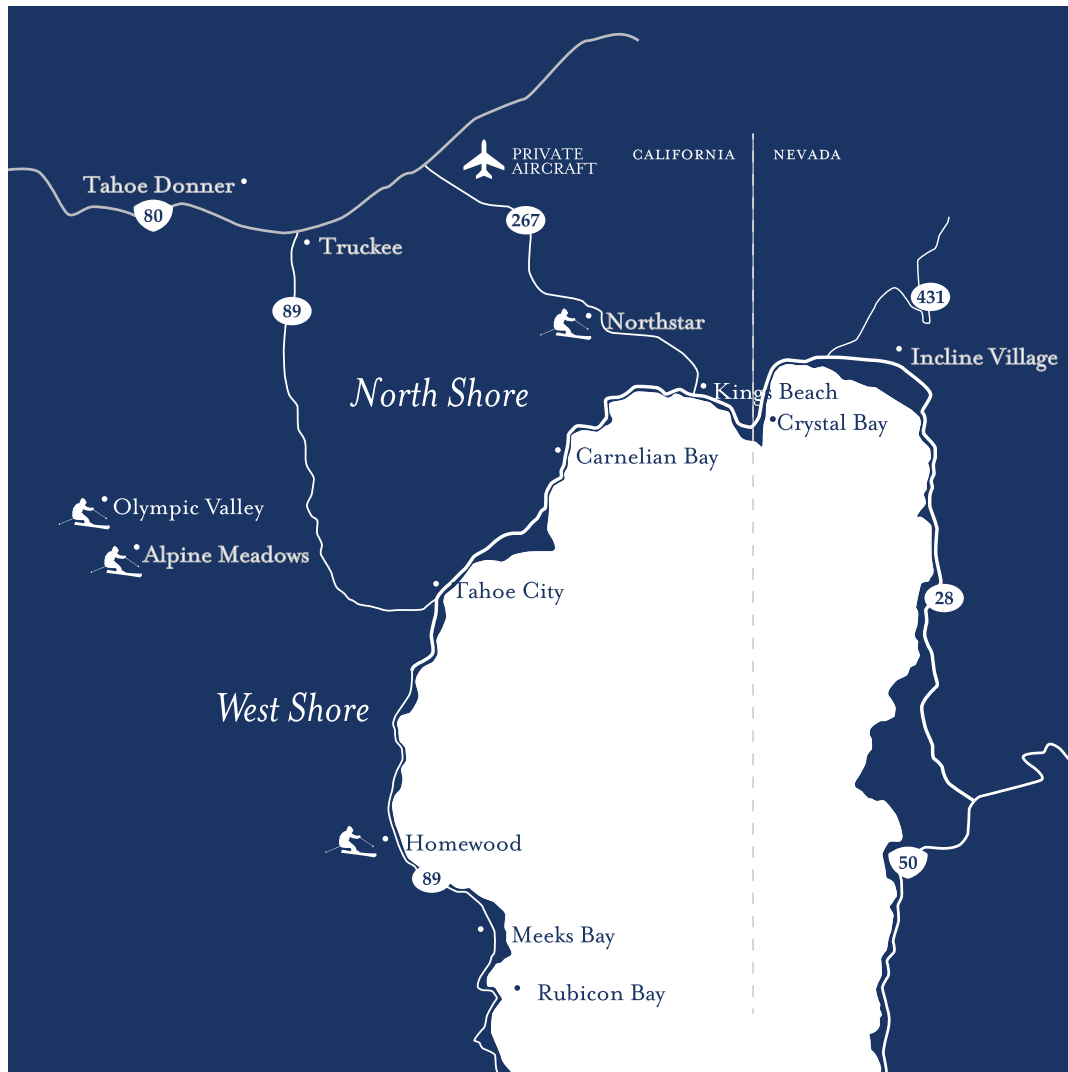 PRIVATE
AIRCRAFT
CALIFORNIA
NEVADA
Tahoe Donner
80
267
Truckee
431
89
Northstar
Incline Village
North Shore
Kings Beach
Crystal Bay
Carnelian Bay
Olympic Valley
Alpine Meadows
Tahoe City
28
West Shore
Homewood
50
89
Meeks Bay
Rubicon Bay